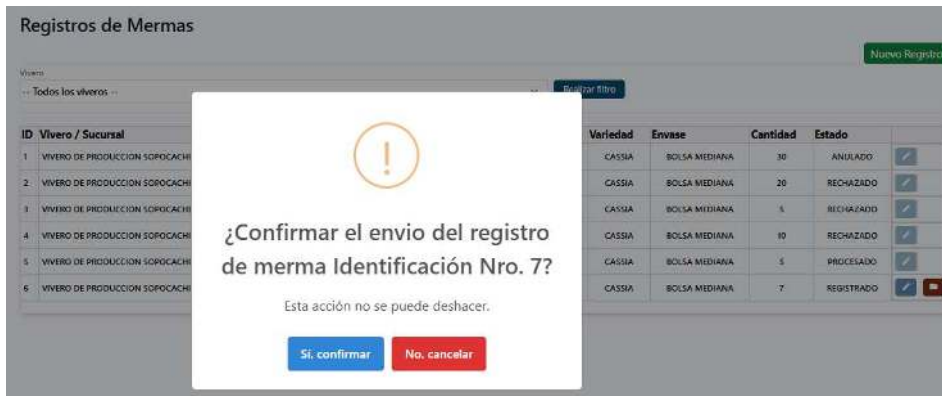 Registros de Mermas
Nuevo Registro
Vivero
-- Todos los viveros --
Realizar filtro
ID Vivero / Sucursal Variedad Envase Cantidad Estado
1 VIVERO DE PRODUCCION SOPOCACHI CASSIA BOLSA MEDIANA 30 ANULADO
2 VIVERO DE PRODUCCION SOPOCACHI CASSIA BOLSA MEDIANA 20 RECHAZADO
3 VIVERO DE PRODUCCION SOPOCACHI CASSIA BOLSA MEDIANA 5 RECHAZADO
4 VIVERO DE PRODUCCION SOPOCACHI CASSIA BOLSA MEDIANA 10 RECHAZADO
5 VIVERO DE PRODUCCION SOPOCACHI CASSIA BOLSA MEDIANA 5 PROCESADO
6 VIVERO DE PRODUCCION SOPOCACHI CASSIA BOLSA MEDIANA 7 REGISTRADO
!
¿Confirmar el envio del registro
de merma Identificación Nro. 7?
Esta acción no se puede deshacer.
Sí, confirmar
No, cancelar